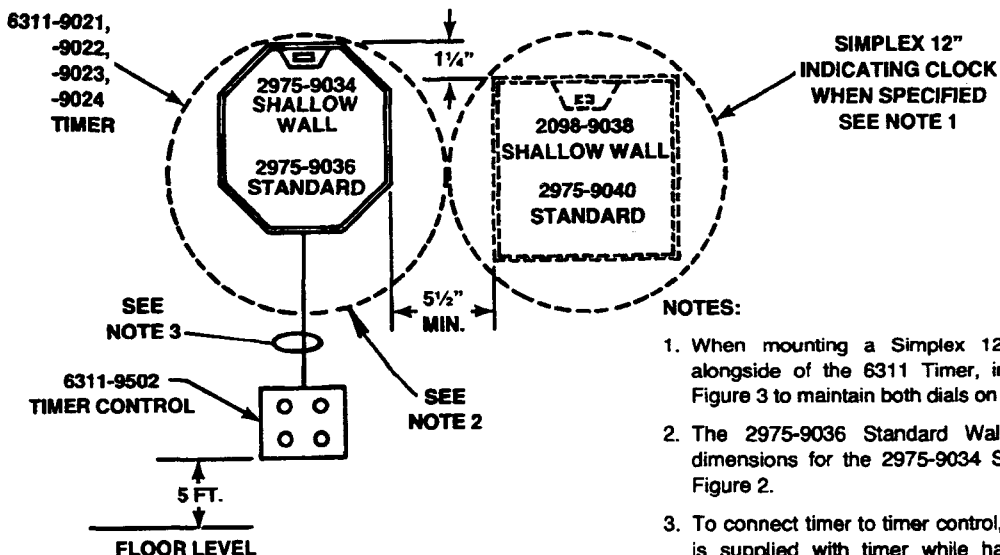 6311-9021,
-9022,
-9023,
-9024
TIMER
2975-9034
SHALLOW
WALL
2975-9036
STANDARD
1¼"
2098-9038
SHALLOW WALL
2975-9040
STANDARD
SIMPLEX 12"
INDICATING CLOCK
WHEN SPECIFIED
SEE NOTE 1
5½"
MIN.
SEE
NOTE 3
SEE
NOTE 2
6311-9502
TIMER CONTROL
5 FT.
FLOOR LEVEL
NOTES:
1. When mounting a Simplex 12
alongside of the 6311 Timer,
Figure 3 to maintain both dials on
2. The 2975-9036 Standard
dimensions for the 2975-9034
Figure 2.
3. To connect timer to timer control,
is supplied with timer while